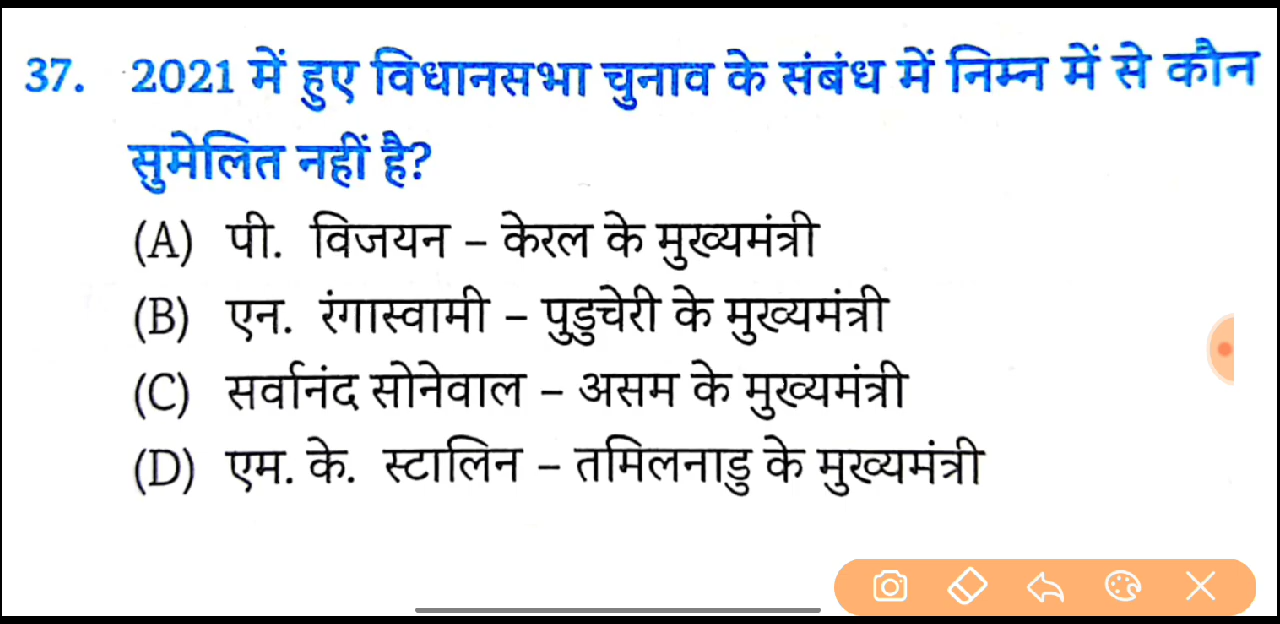 37. 2021 में हुए विधानसभा चुनाव के संबंध में निम्न में से कौन
सुमेलित नहीं है?
(A) पी. विजयन – केरल के मुख्यमंत्री
(B) एन. रंगास्वामी – पुडुचेरी के मुख्यमंत्री
(C) सर्वानंद सोनेवाल – असम के मुख्यमंत्री
(D) एम. के. स्टालिन – तमिलनाडु के मुख्यमंत्री